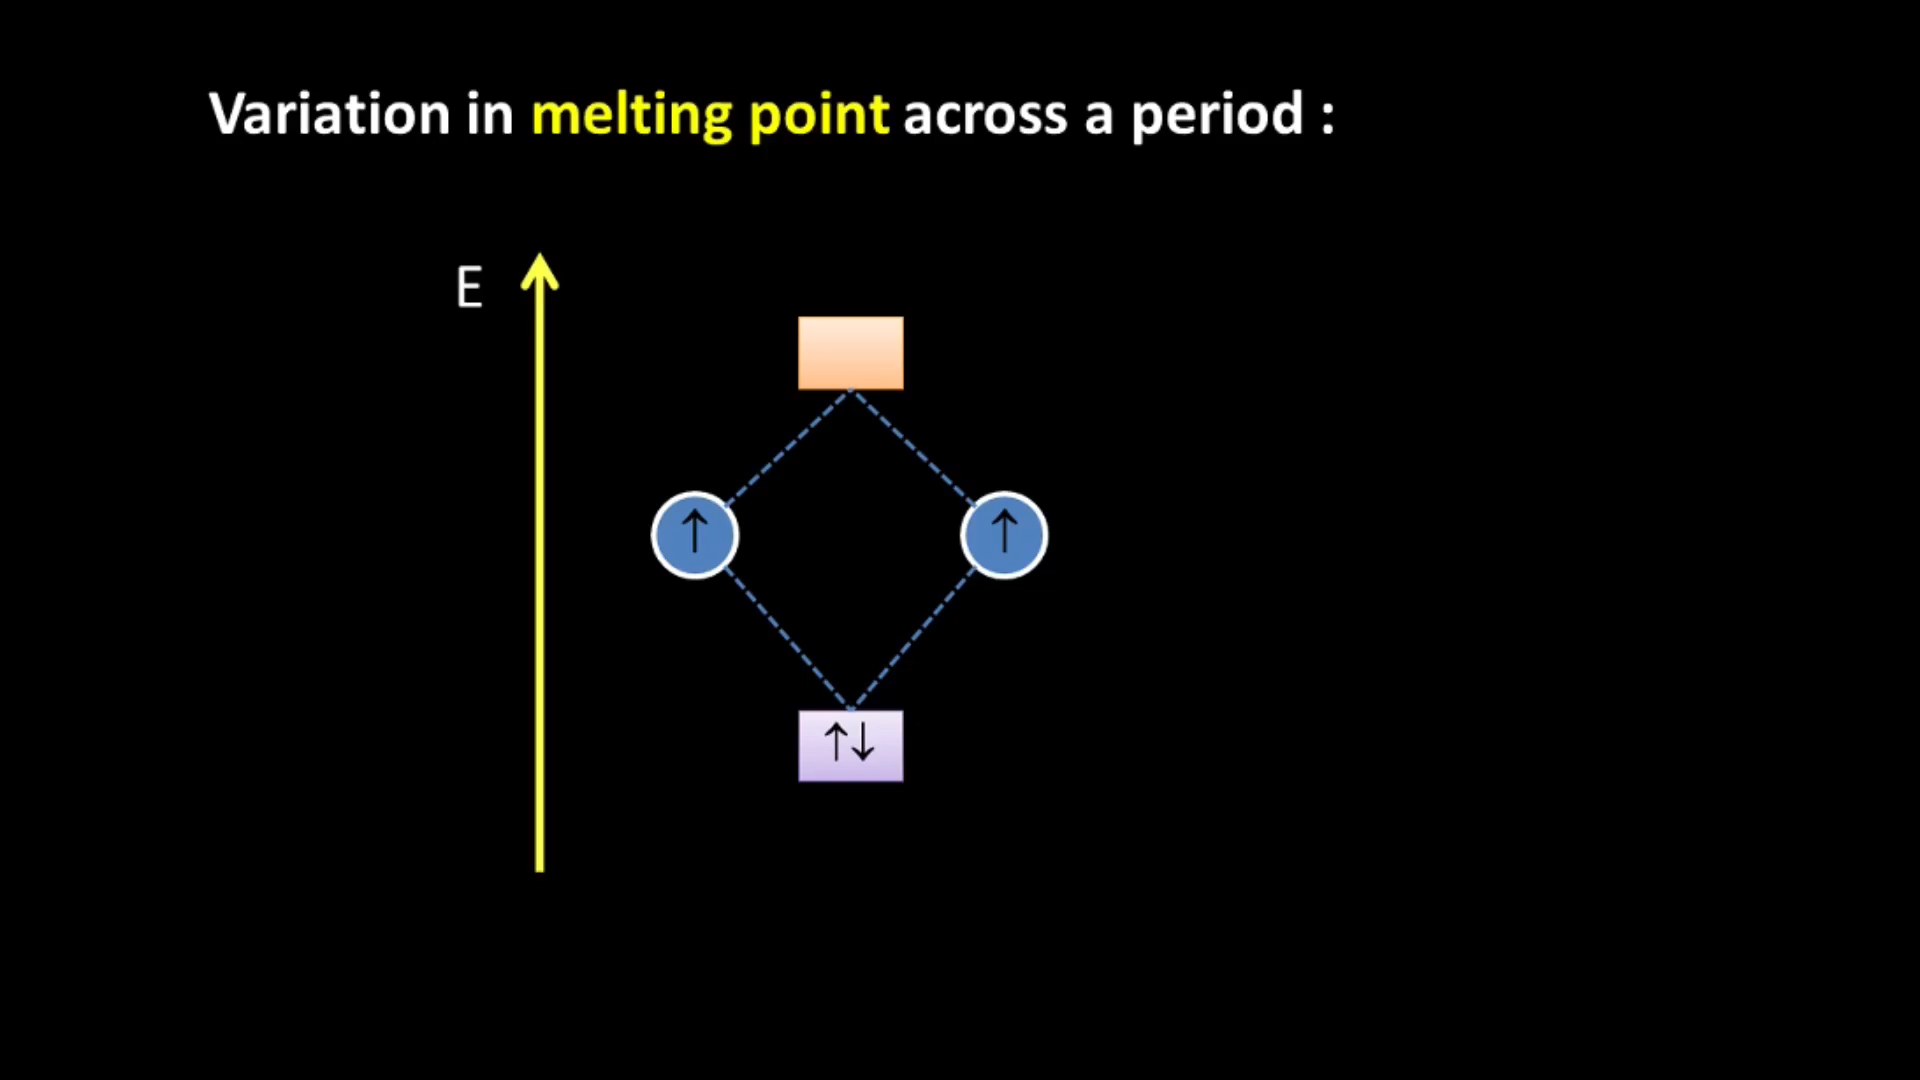 Variation in melting point across a period :
E
↑ ↑
↑↓